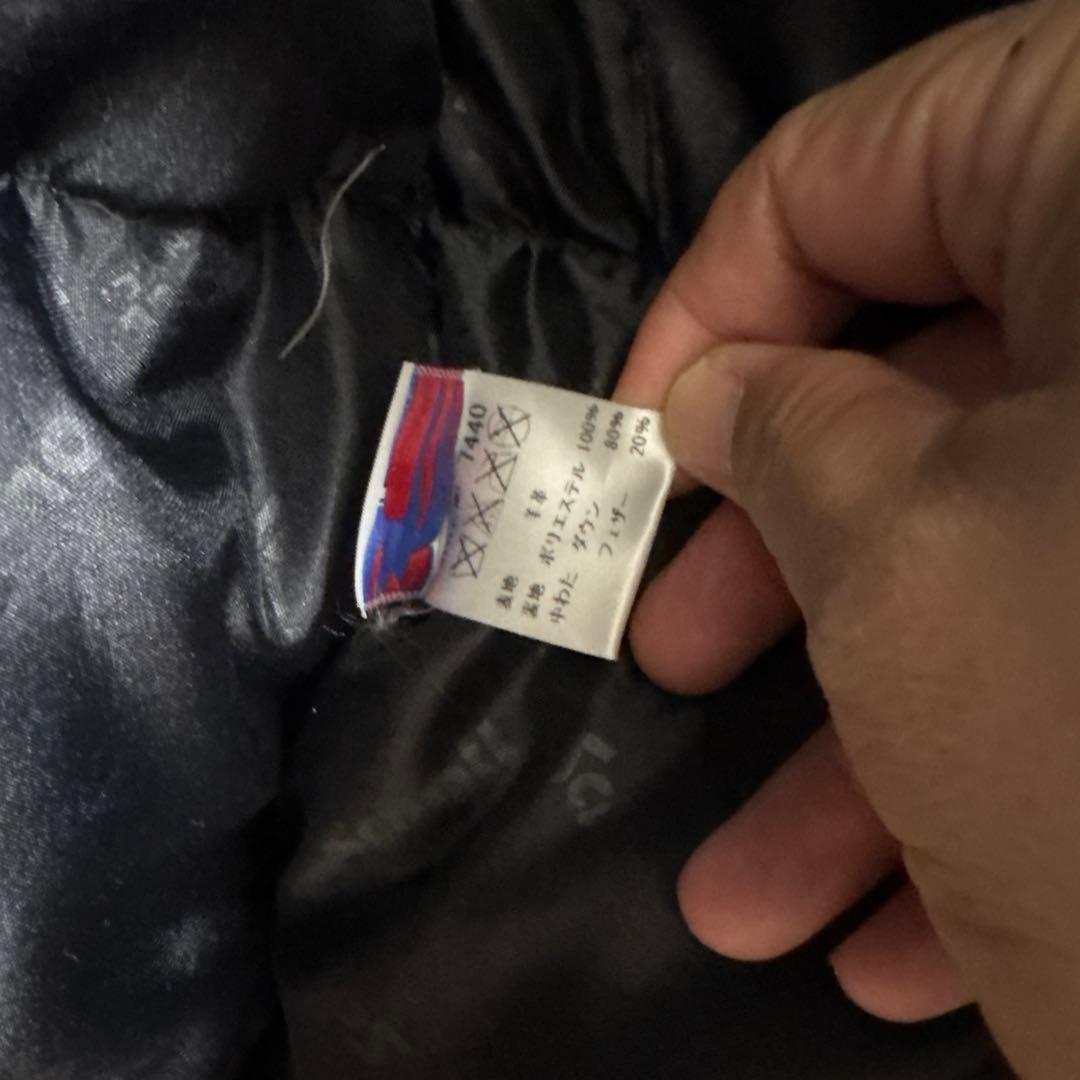 7440
表地 羊革
裏地 ポリエステル 100%
中わた ダウン 80%
フェザー 20%